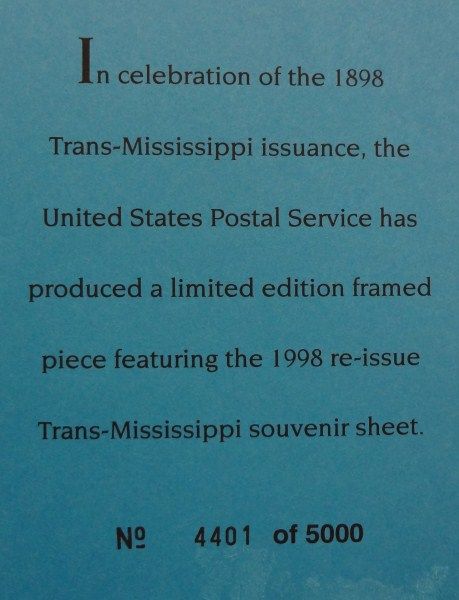 In celebration of the 1898
Trans-Mississippi issuance, the
United States Postal Service has
produced a limited edition framed
piece featuring the 1998 re-issue
Trans-Mississippi souvenir sheet.
Nº 4401 of 5000